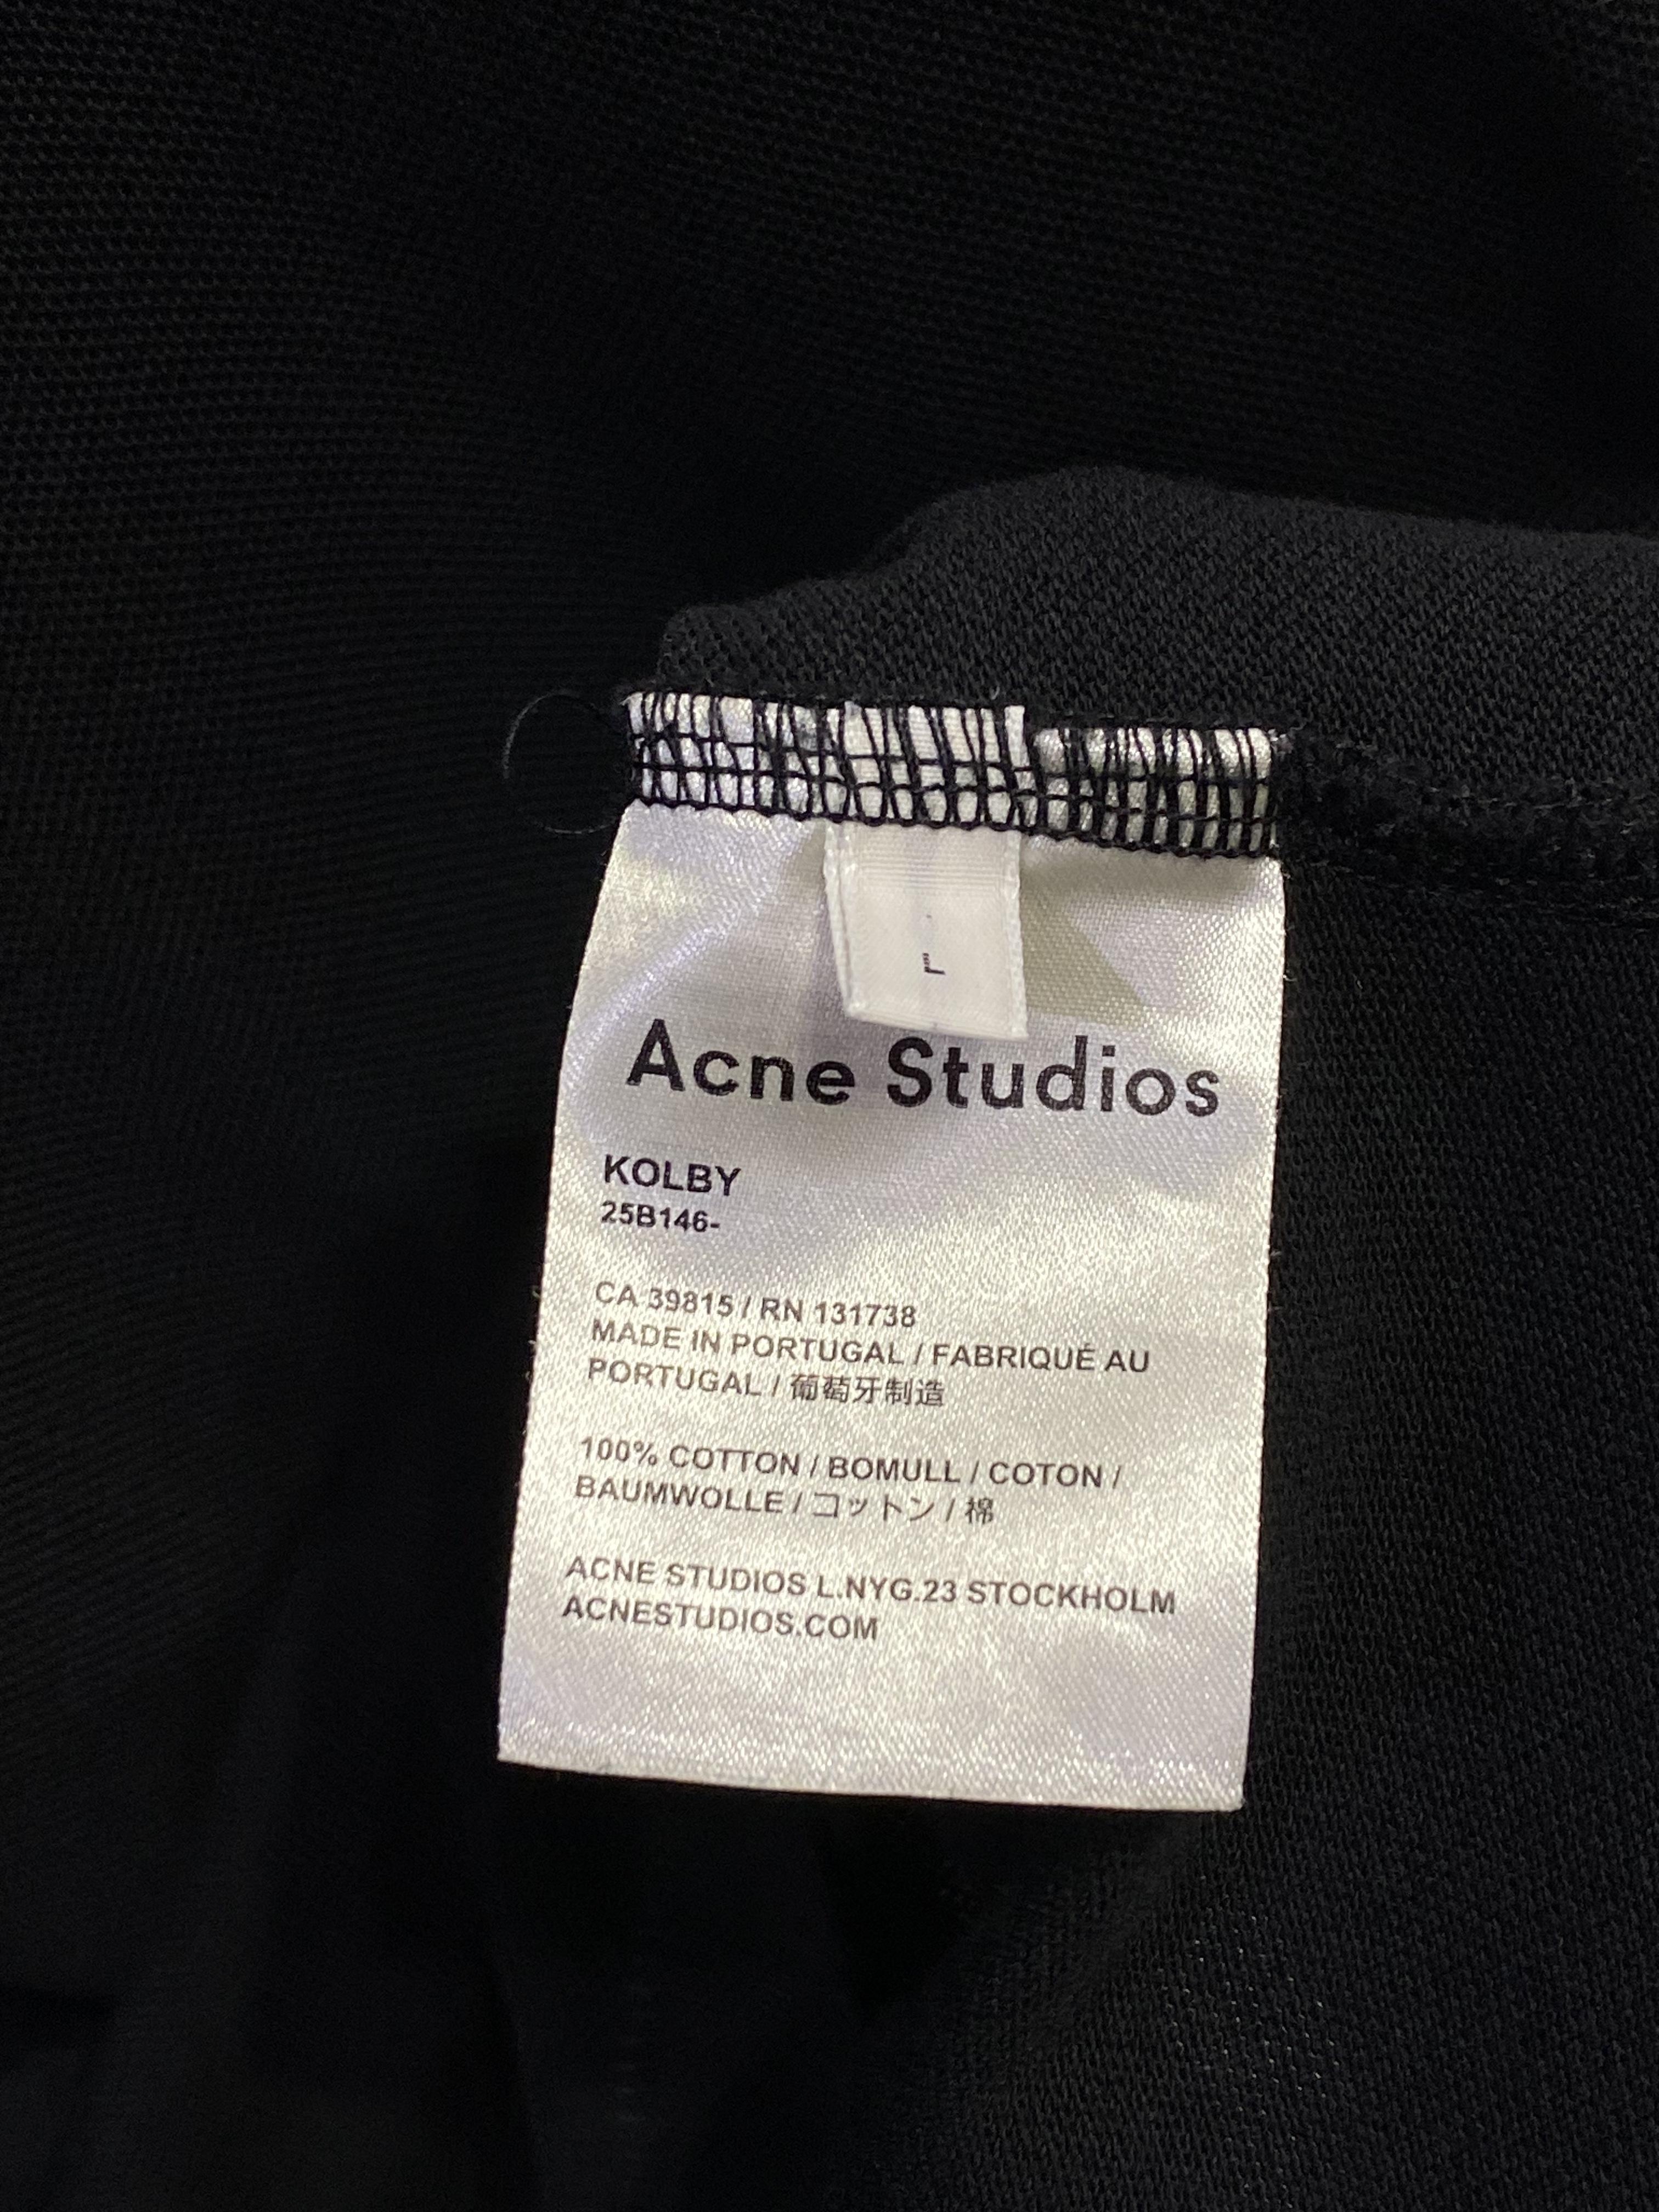 L
Acne Studios
KOLBY
25B146-
CA 39815 / RN 131738
MADE IN PORTUGAL / FABRIQUÉ AU
PORTUGAL / 葡萄牙制造
100% COTTON / BOMULL / COTON /
BAUMWOLLE / コットン / 棉
ACNE STUDIOS L.NYG.23 STOCKHOLM
ACNESTUDIOS.COM